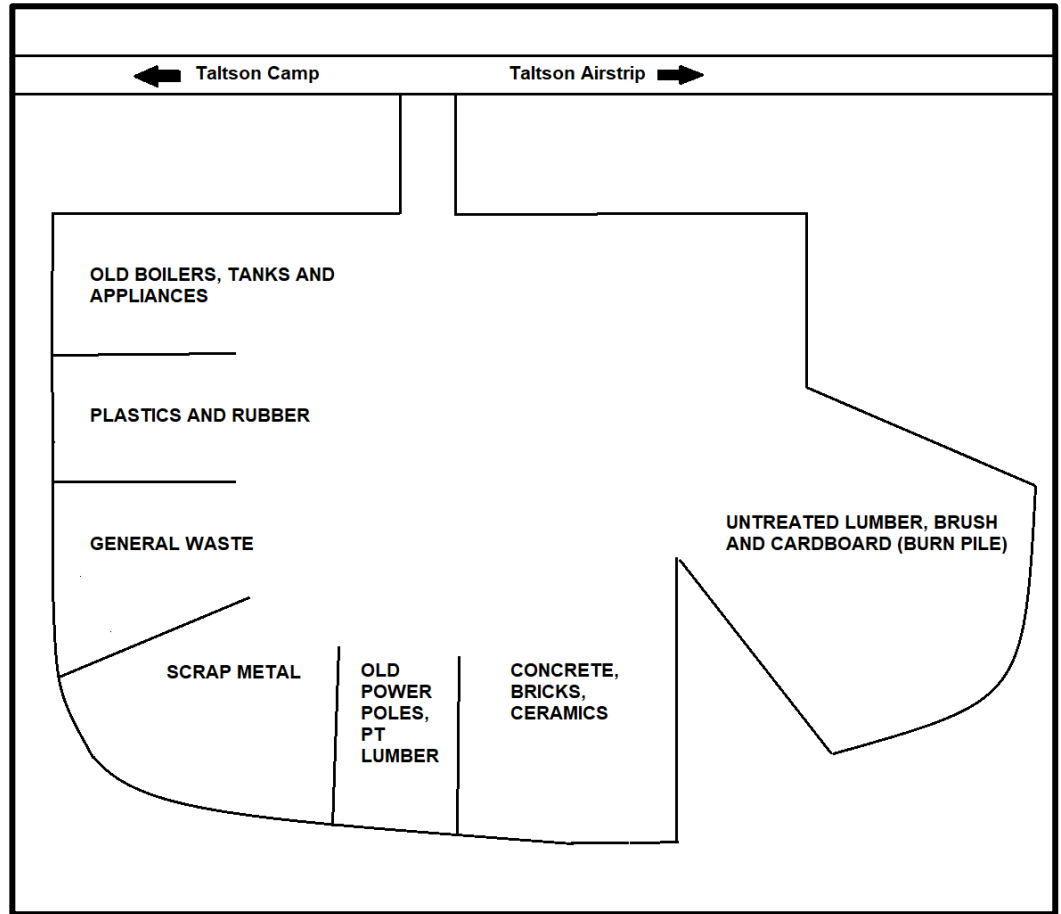 Taltson Camp
Taltson Airstrip
OLD BOILERS, TANKS AND
APPLIANCES
PLASTICS AND RUBBER
GENERAL WASTE
UNTREATED LUMBER, BRUSH
AND CARDBOARD (BURN PILE)
SCRAP METAL
OLD
POWER
POLES,
PT
LUMBER
CONCRETE,
BRICKS,
CERAMICS